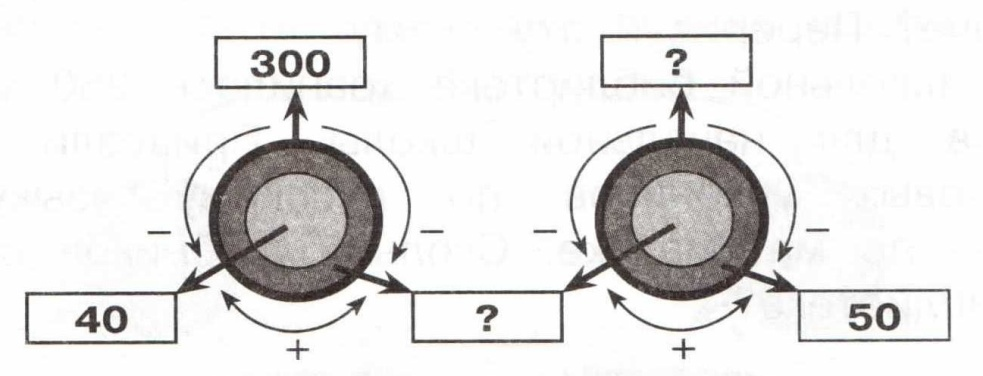 300 ?
− − − −
40 ? 50
+ +